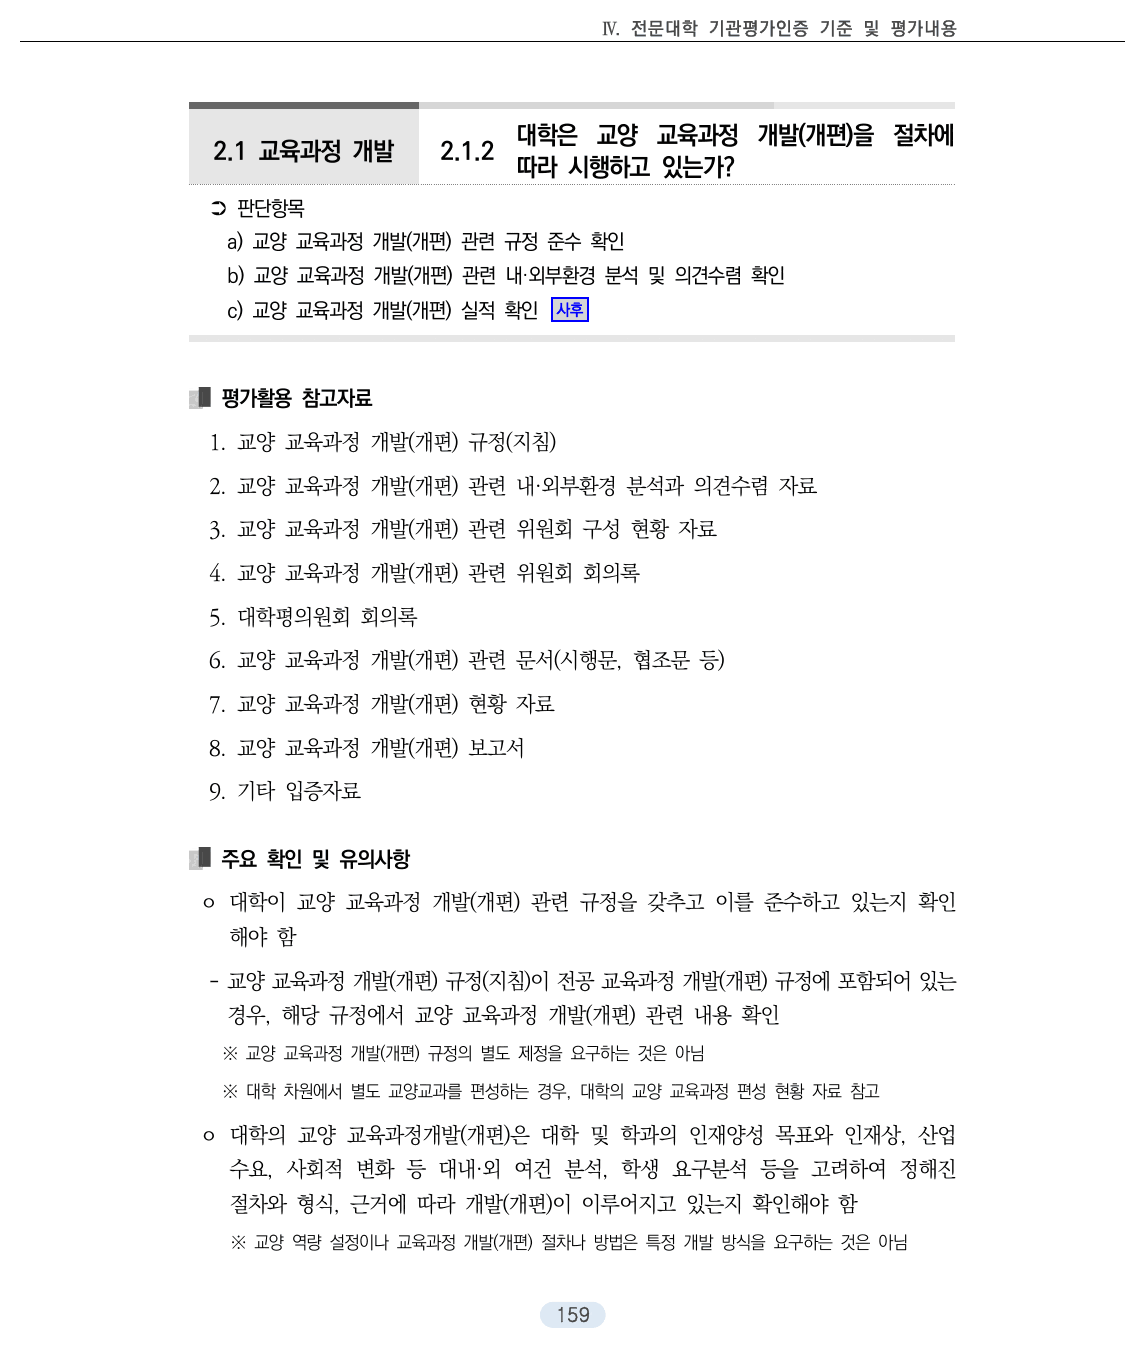 Ⅳ. 전문대학 기관평가인증 기준 및 평가내용
2.1 교육과정 개발
2.1.2
대학은 교양 교육과정 개발(개편)을 절차에
따라 시행하고 있는가?
➲ 판단항목
a) 교양 교육과정 개발(개편) 관련 규정 준수 확인
b) 교양 교육과정 개발(개편) 관련 내·외부환경 분석 및 의견수렴 확인
c) 교양 교육과정 개발(개편) 실적 확인 사후
평가활용 참고자료
1. 교양 교육과정 개발(개편) 규정(지침)
2. 교양 교육과정 개발(개편) 관련 내·외부환경 분석과 의견수렴 자료
3. 교양 교육과정 개발(개편) 관련 위원회 구성 현황 자료
4. 교양 교육과정 개발(개편) 관련 위원회 회의록
5. 대학평의원회 회의록
6. 교양 교육과정 개발(개편) 관련 문서(시행문, 협조문 등)
7. 교양 교육과정 개발(개편) 현황 자료
8. 교양 교육과정 개발(개편) 보고서
9. 기타 입증자료
주요 확인 및 유의사항
ㅇ 대학이 교양 교육과정 개발(개편) 관련 규정을 갖추고 이를 준수하고 있는지 확인
해야 함
- 교양 교육과정 개발(개편) 규정(지침)이 전공 교육과정 개발(개편) 규정에 포함되어 있는
경우, 해당 규정에서 교양 교육과정 개발(개편) 관련 내용 확인
※ 교양 교육과정 개발(개편) 규정의 별도 제정을 요구하는 것은 아님
※ 대학 차원에서 별도 교양교과를 편성하는 경우, 대학의 교양 교육과정 편성 현황 자료 참고
ㅇ 대학의 교양 교육과정개발(개편)은 대학 및 학과의 인재양성 목표와 인재상, 산업
수요, 사회적 변화 등 대내·외 여건 분석, 학생 요구분석 등을 고려하여 정해진
절차와 형식, 근거에 따라 개발(개편)이 이루어지고 있는지 확인해야 함
※ 교양 역량 설정이나 교육과정 개발(개편) 절차나 방법은 특정 개발 방식을 요구하는 것은 아님
159